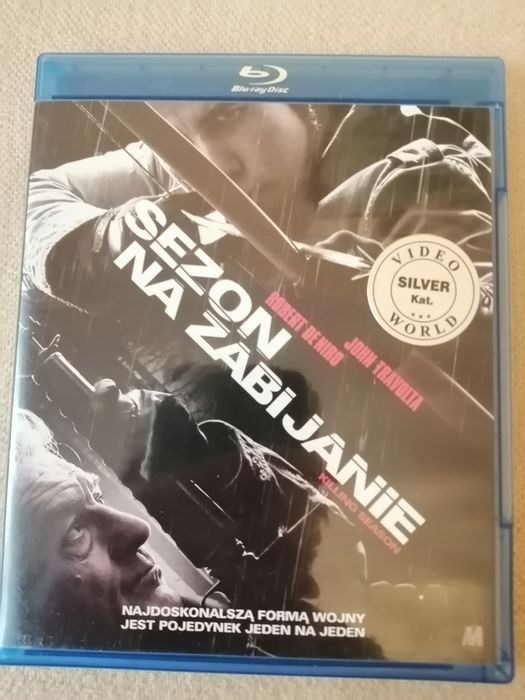 Blu-ray Disc
SEZON
NA ZABIJANIE
ROBERT DE NIRO
JOHN TRAVOLTA
KILLING SEASON
VIDEO
SILVER
Kat.
...
WORLD
NAJDOSKONALSZĄ FORMĄ WOJNY
JEST POJEDYNEK JEDEN NA JEDEN
M